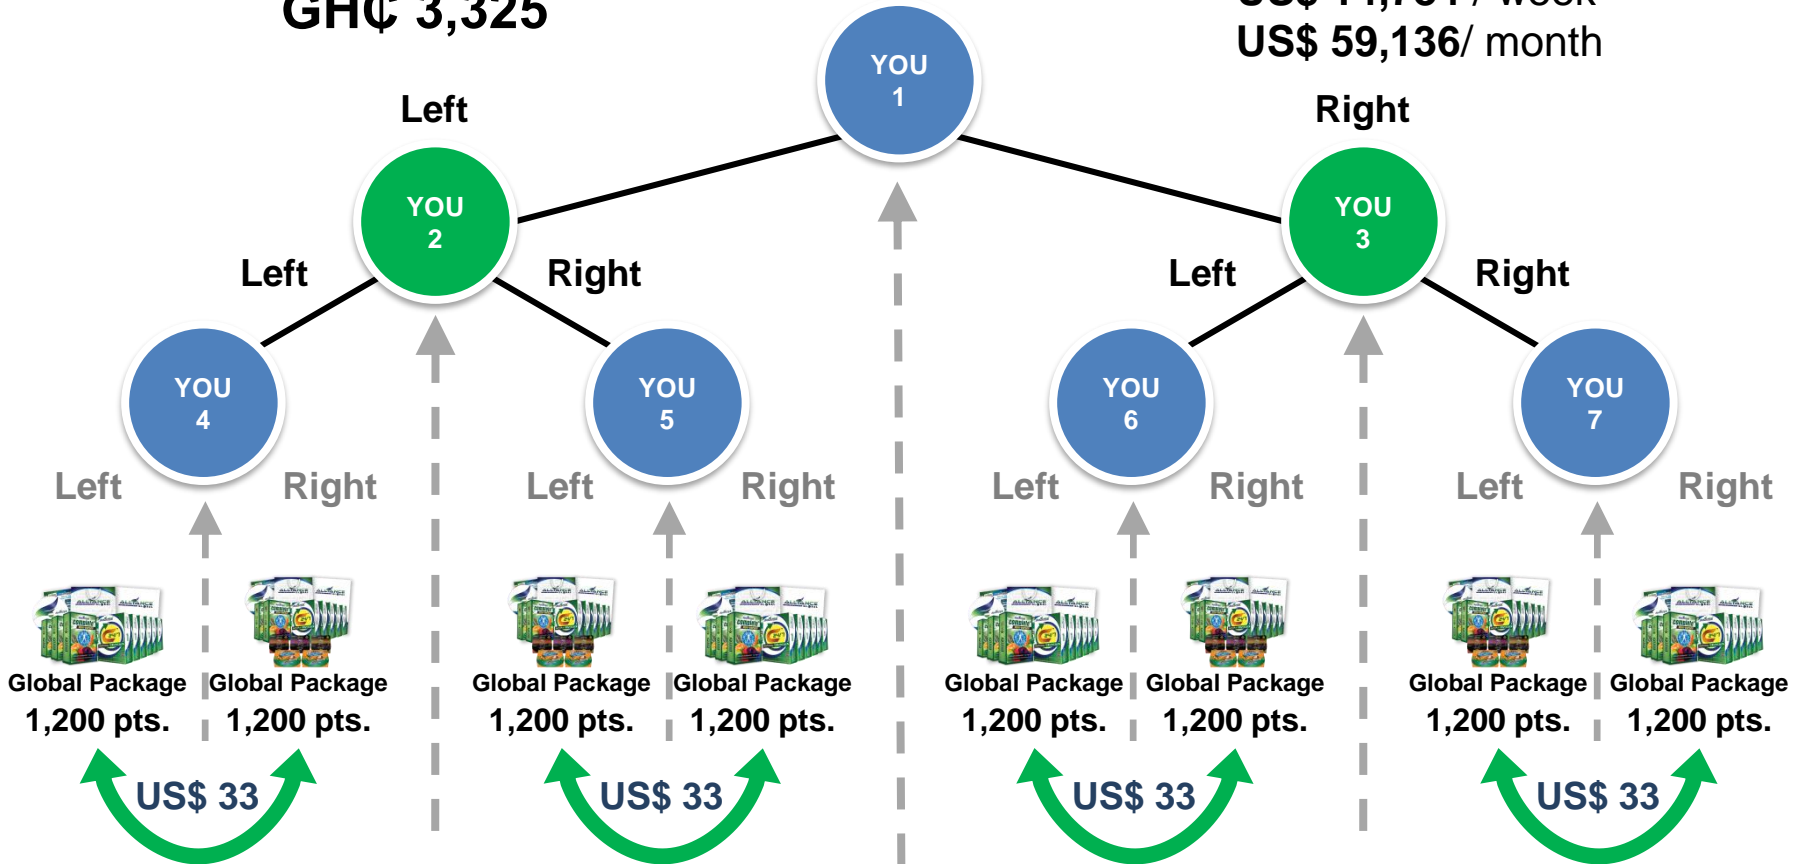 GH₵ 3,325
US$ 59,136/ month
YOU
1
Left
Right
YOU
2
YOU
3
Left
Right
Left
Right
YOU
4
YOU
5
YOU
6
YOU
7
Left
Right
Left
Right
Left
Right
Left
Right
Global Package
Global Package
Global Package
Global Package
Global Package
Global Package
Global Package
Global Package
1,200 pts.
1,200 pts.
1,200 pts.
1,200 pts.
1,200 pts.
1,200 pts.
1,200 pts.
1,200 pts.
US$ 33
US$ 33
US$ 33
US$ 33